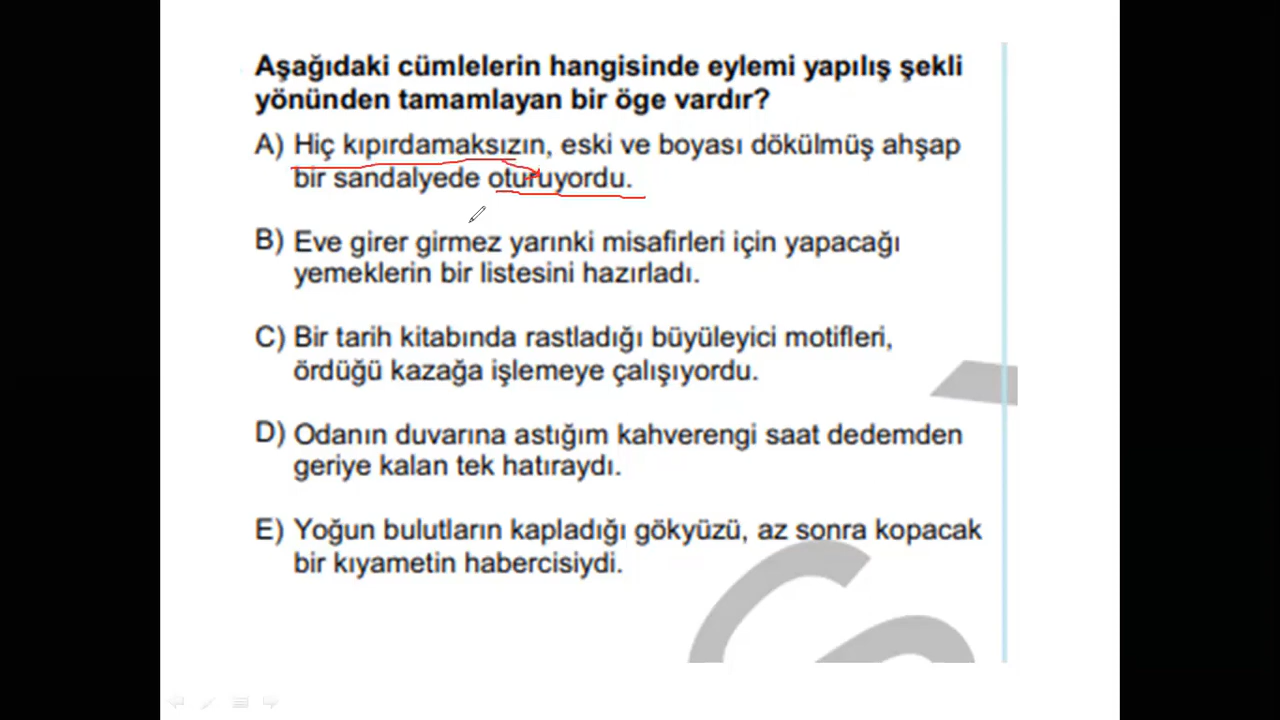 Aşağıdaki cümlelerin hangisinde eylemi yapılış şekli
yönünden tamamlayan bir öge vardır?
A) Hiç kıpırdamaksızın, eski ve boyası dökülmüş ahşap
bir sandalyede oturuyordu.
B) Eve girer girmez yarınki misafirleri için yapacağı
yemeklerin bir listesini hazırladı.
C) Bir tarih kitabında rastladığı büyüleyici motifleri,
ördüğü kazağa işlemeye çalışıyordu.
D) Odanın duvarına astığım kahverengi saat dedemden
geriye kalan tek hatıraydı.
E) Yoğun bulutların kapladığı gökyüzü, az sonra kopacak
bir kıyametin habercisiydi.